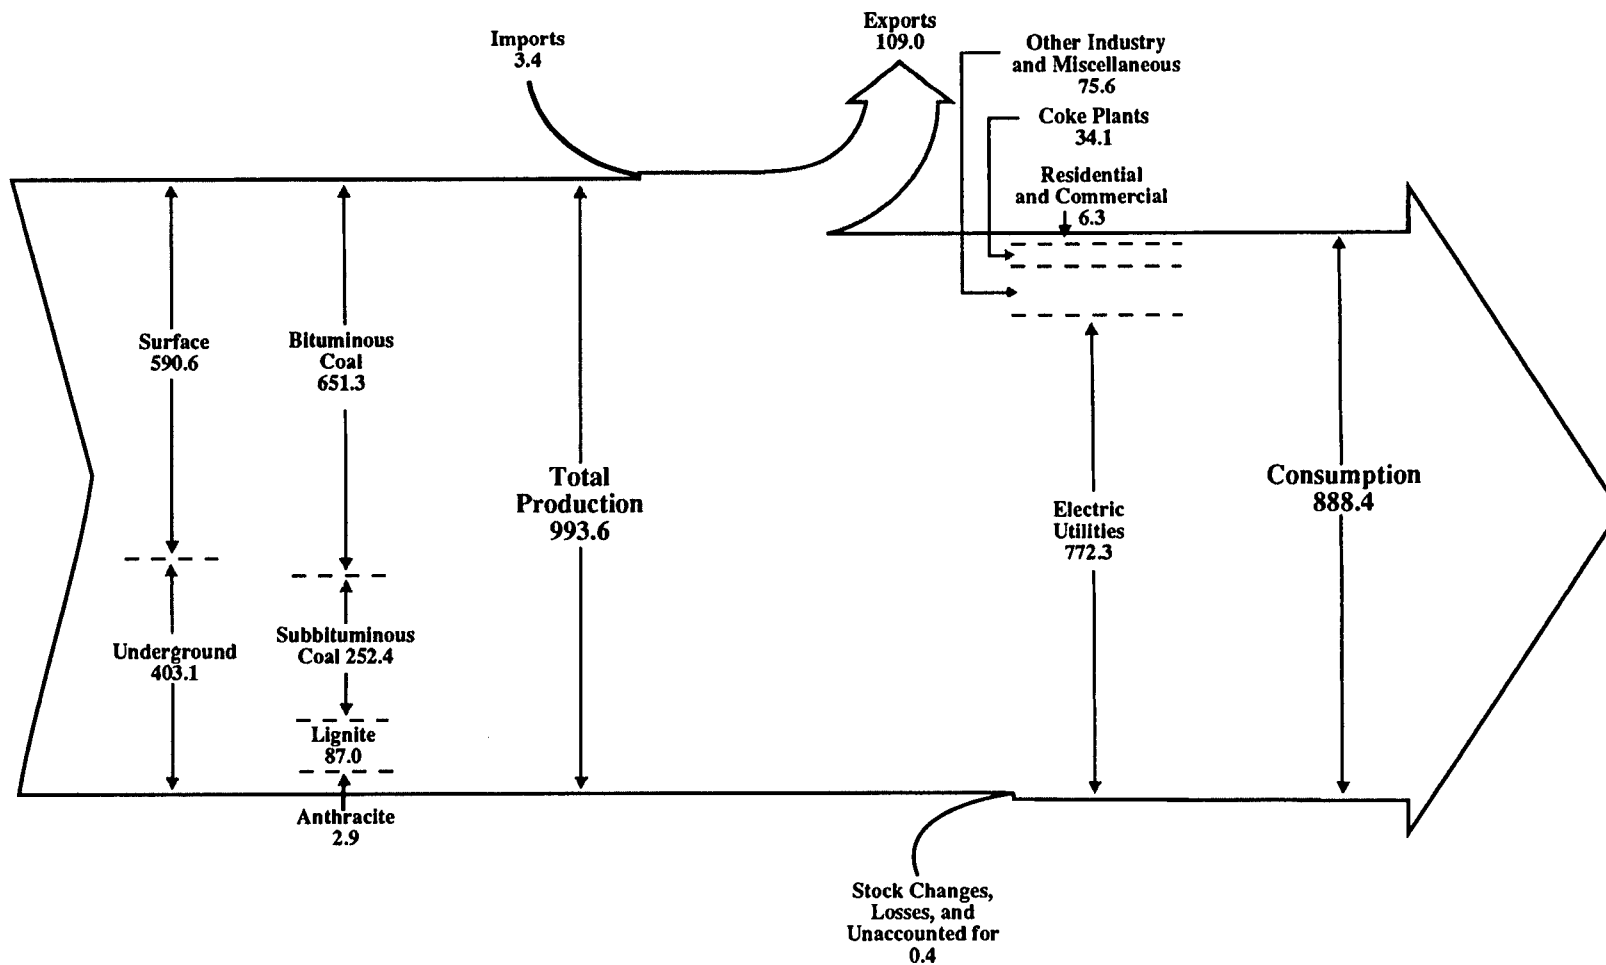 Imports
3.4
Exports
109.0
Other Industry
and Miscellaneous
75.6
Coke Plants
34.1
Residential
and Commercial
6.3
Surface
590.6
Bituminous
Coal
651.3
Total
Production
993.6
Electric
Utilities
772.3
Consumption
888.4
Underground
403.1
Subbituminous
Coal 252.4
Lignite
87.0
Anthracite
2.9
Stock Changes,
Losses, and
Unaccounted for
0.4